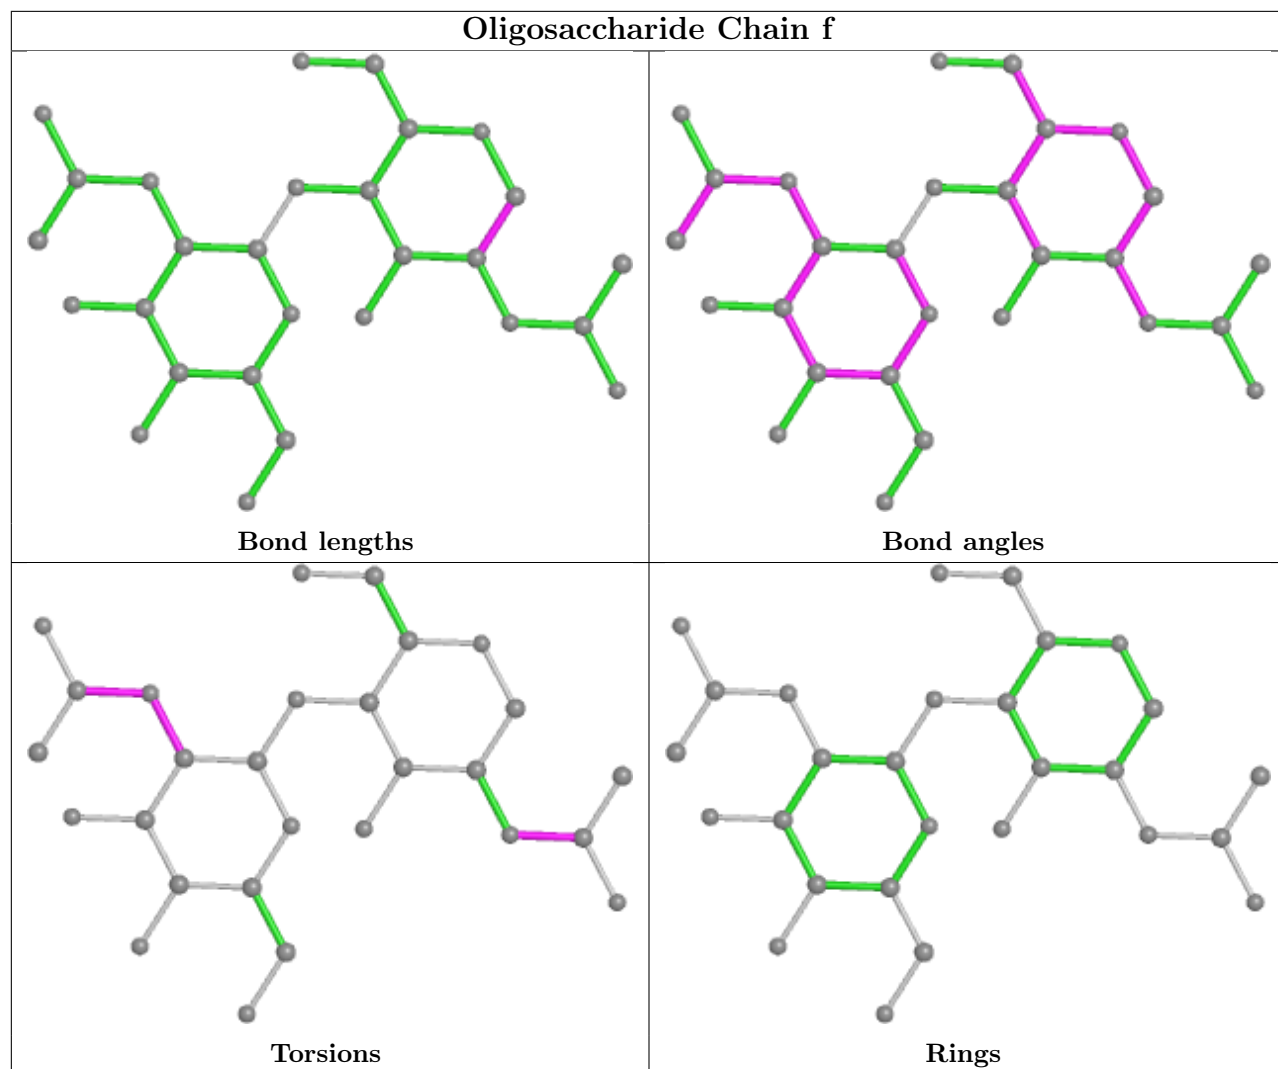 Oligosaccharide Chain f
Bond lengths
Bond angles
Torsions
Rings